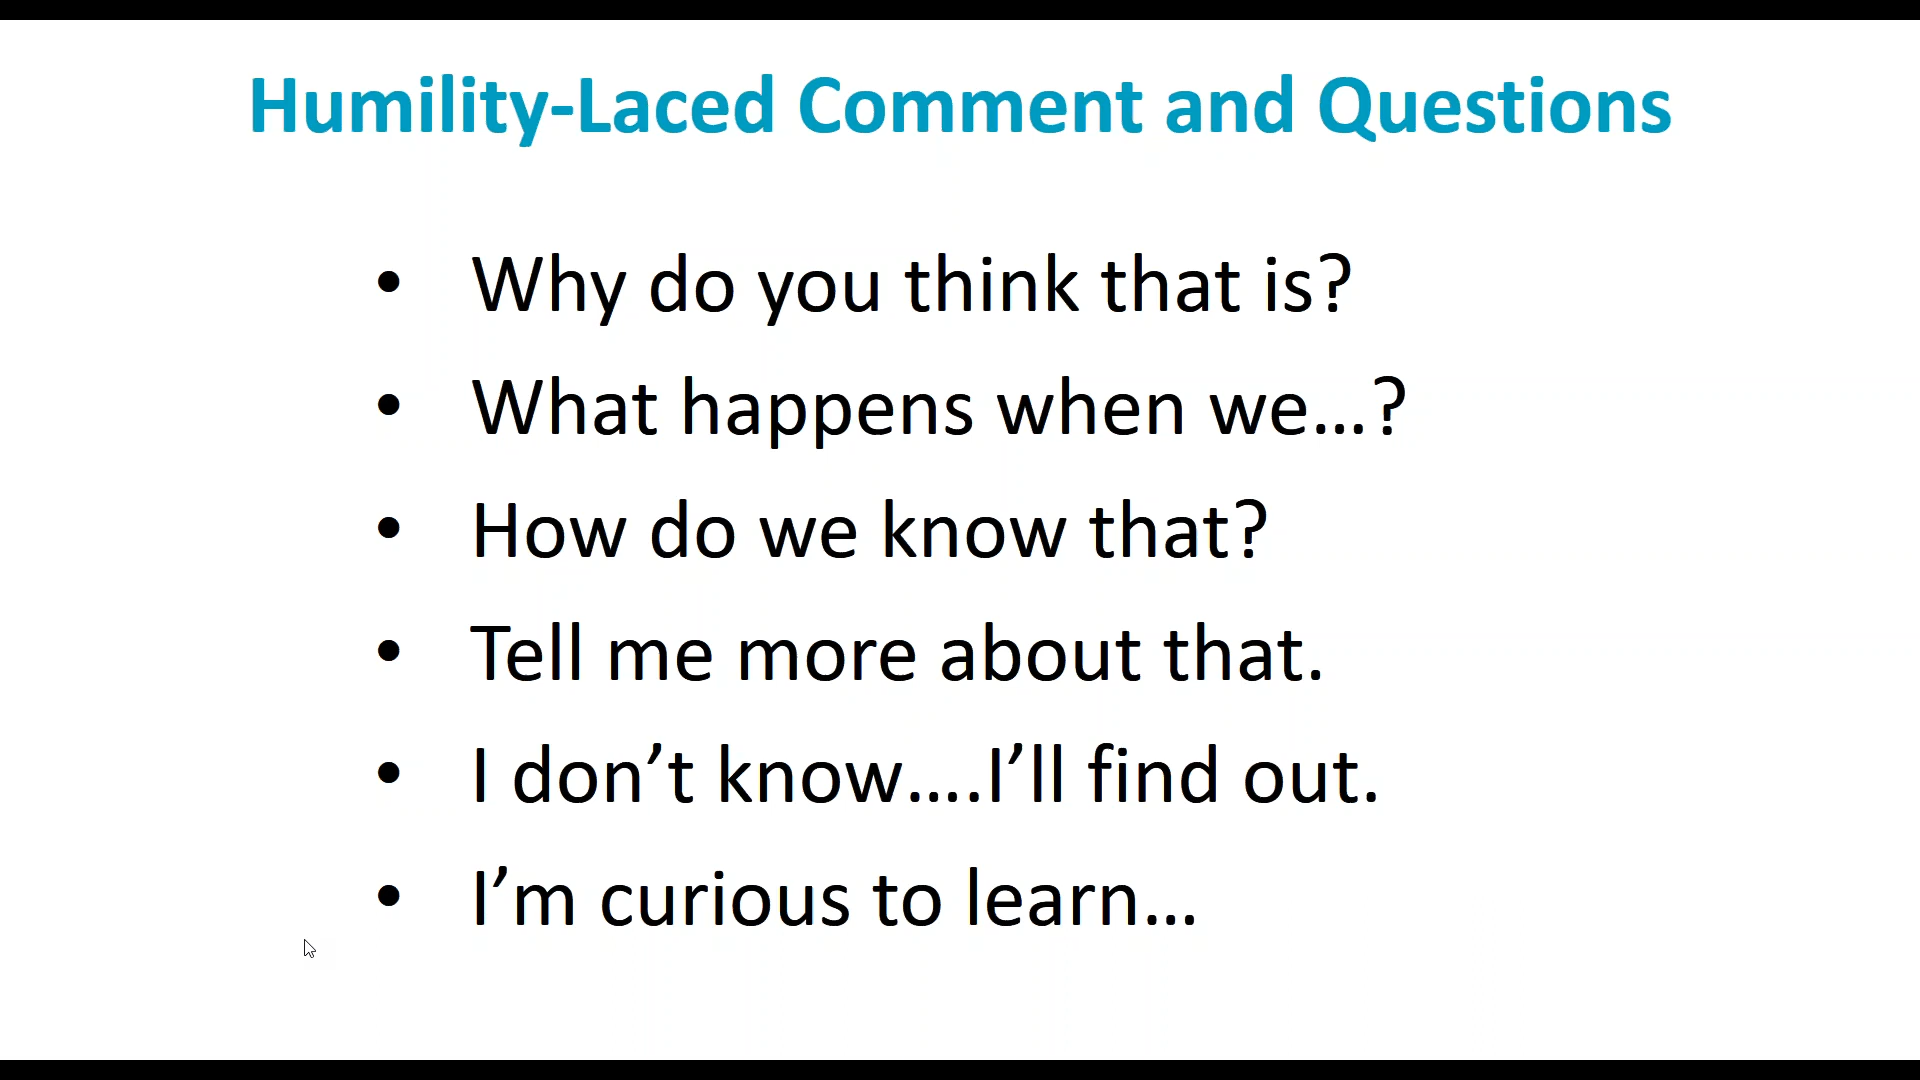 Humility-Laced Comment and Questions
• Why do you think that is?
• What happens when we...?
• How do we know that?
• Tell me more about that.
• I don’t know....I’ll find out.
• I’m curious to learn...